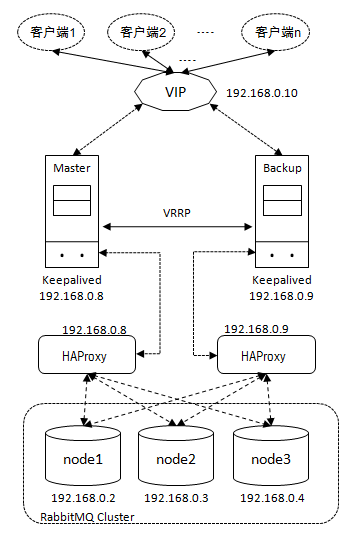 客户端1
客户端2
----
客户端n
----
VIP
192.168.0.10
Master
Backup
VRRP
Keepalived
192.168.0.8
Keepalived
192.168.0.9
192.168.0.8
192.168.0.9
HAProxy
HAProxy
node1
node2
node3
192.168.0.2
192.168.0.3
192.168.0.4
RabbitMQ Cluster